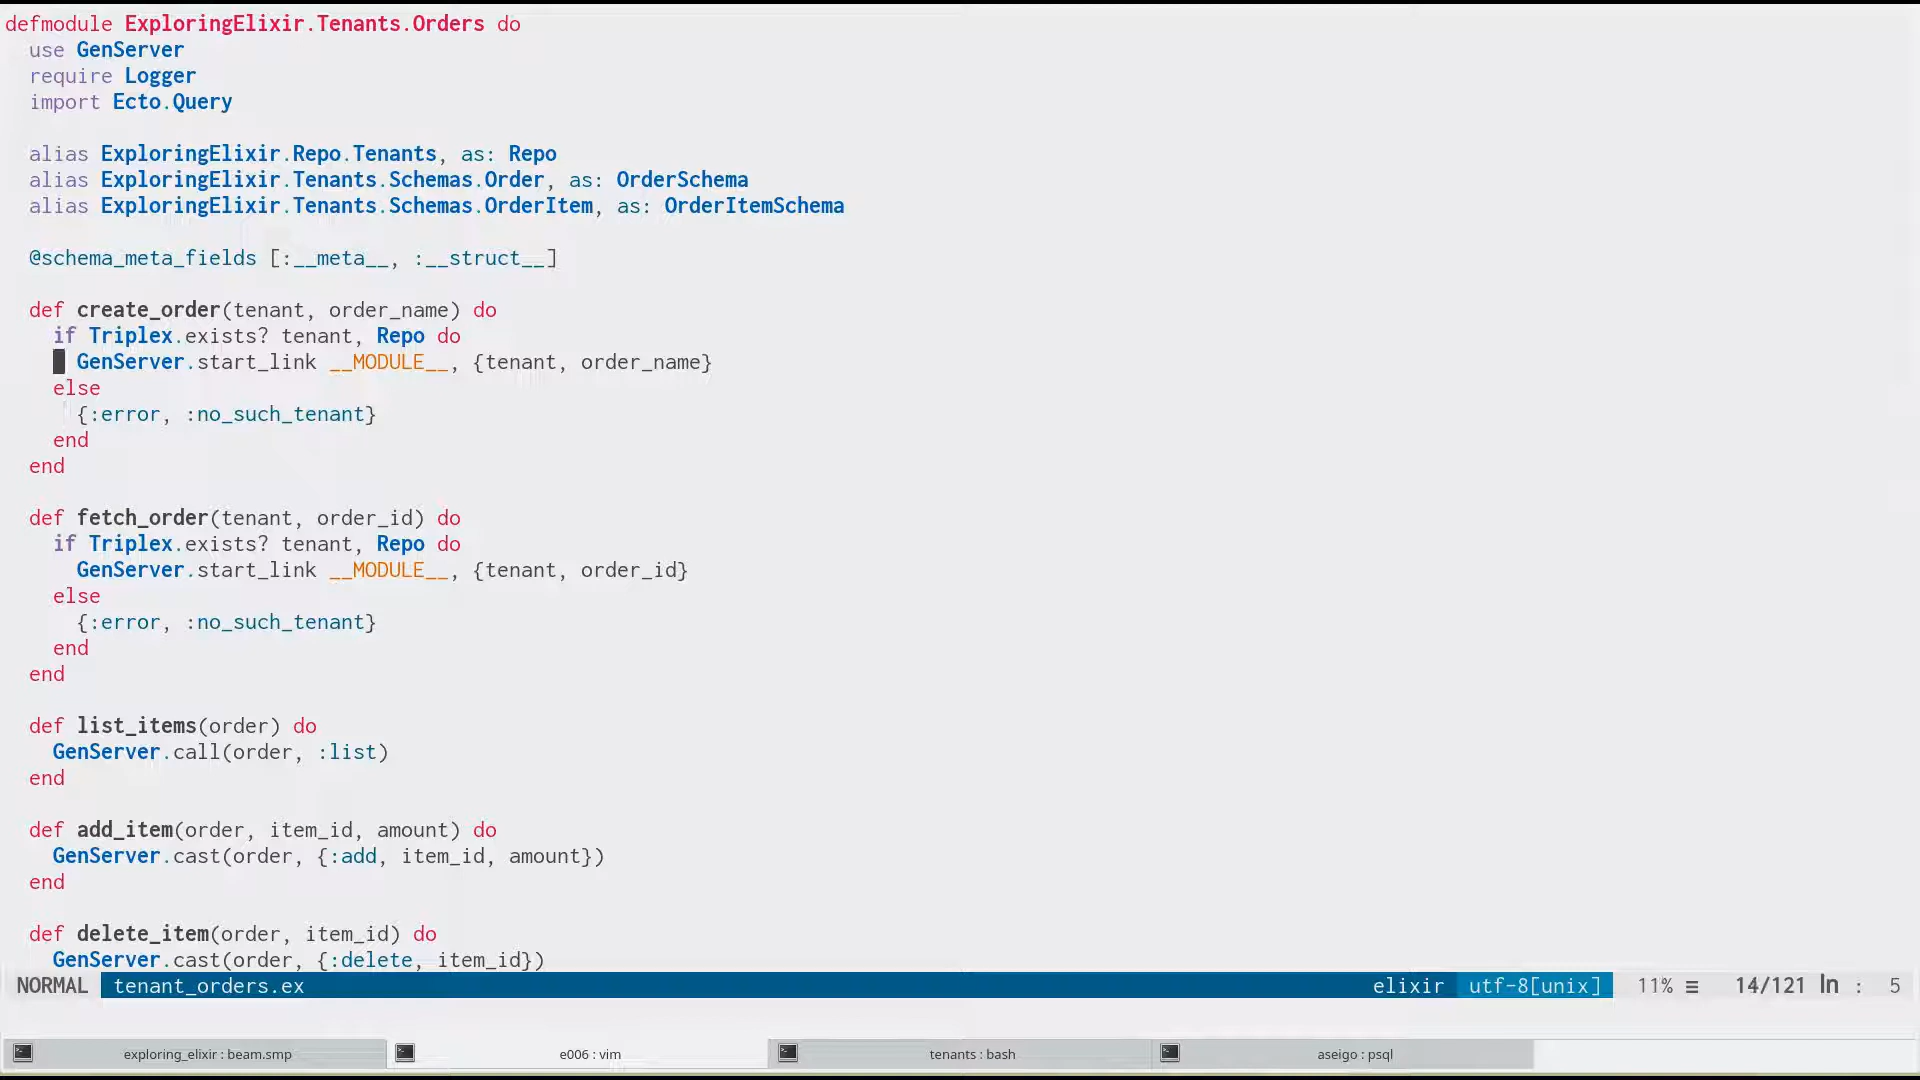 defmodule ExploringElixir.Tenants.Orders do
  use GenServer
  require Logger
  import Ecto.Query

  alias ExploringElixir.Repo.Tenants, as: Repo
  alias ExploringElixir.Tenants.Schemas.Order, as: OrderSchema
  alias ExploringElixir.Tenants.Schemas.OrderItem, as: OrderItemSchema

  @schema_meta_fields [:__meta__, :__struct__]

  def create_order(tenant, order_name) do
    if Triplex.exists? tenant, Repo do
      GenServer.start_link __MODULE__, {tenant, order_name}
    else
      {:error, :no_such_tenant}
    end
  end

  def fetch_order(tenant, order_id) do
    if Triplex.exists? tenant, Repo do
      GenServer.start_link __MODULE__, {tenant, order_id}
    else
      {:error, :no_such_tenant}
    end
  end

  def list_items(order) do
    GenServer.call(order, :list)
  end

  def add_item(order, item_id, amount) do
    GenServer.cast(order, {:add, item_id, amount})
  end

  def delete_item(order, item_id) do
    GenServer.cast(order, {:delete, item_id})
NORMAL tenant_orders.ex elixir utf-8[unix] 11% ≡ 14/121 ln : 5
exploring_elixir : beam.smp e006 : vim tenants : bash aseigo : psql